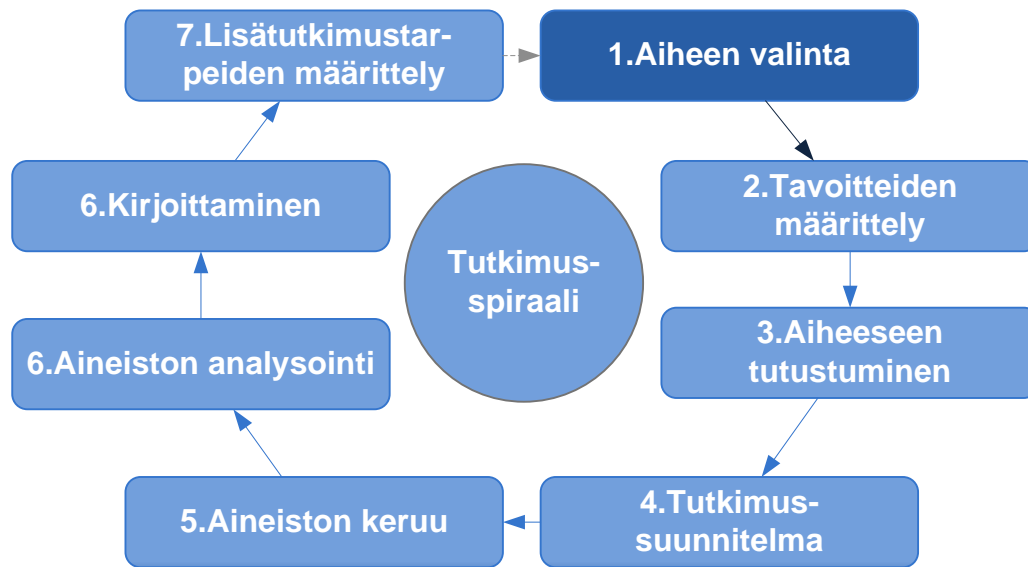 1.Aiheen valinta
2.Tavoitteiden
määrittely
3.Aiheeseen
tutustuminen
4.Tutkimus-
suunnitelma
5.Aineiston keruu
6.Aineiston analysointi
6.Kirjoittaminen
7.Lisätutkimustar-
peiden määrittely
Tutkimus-
spiraali